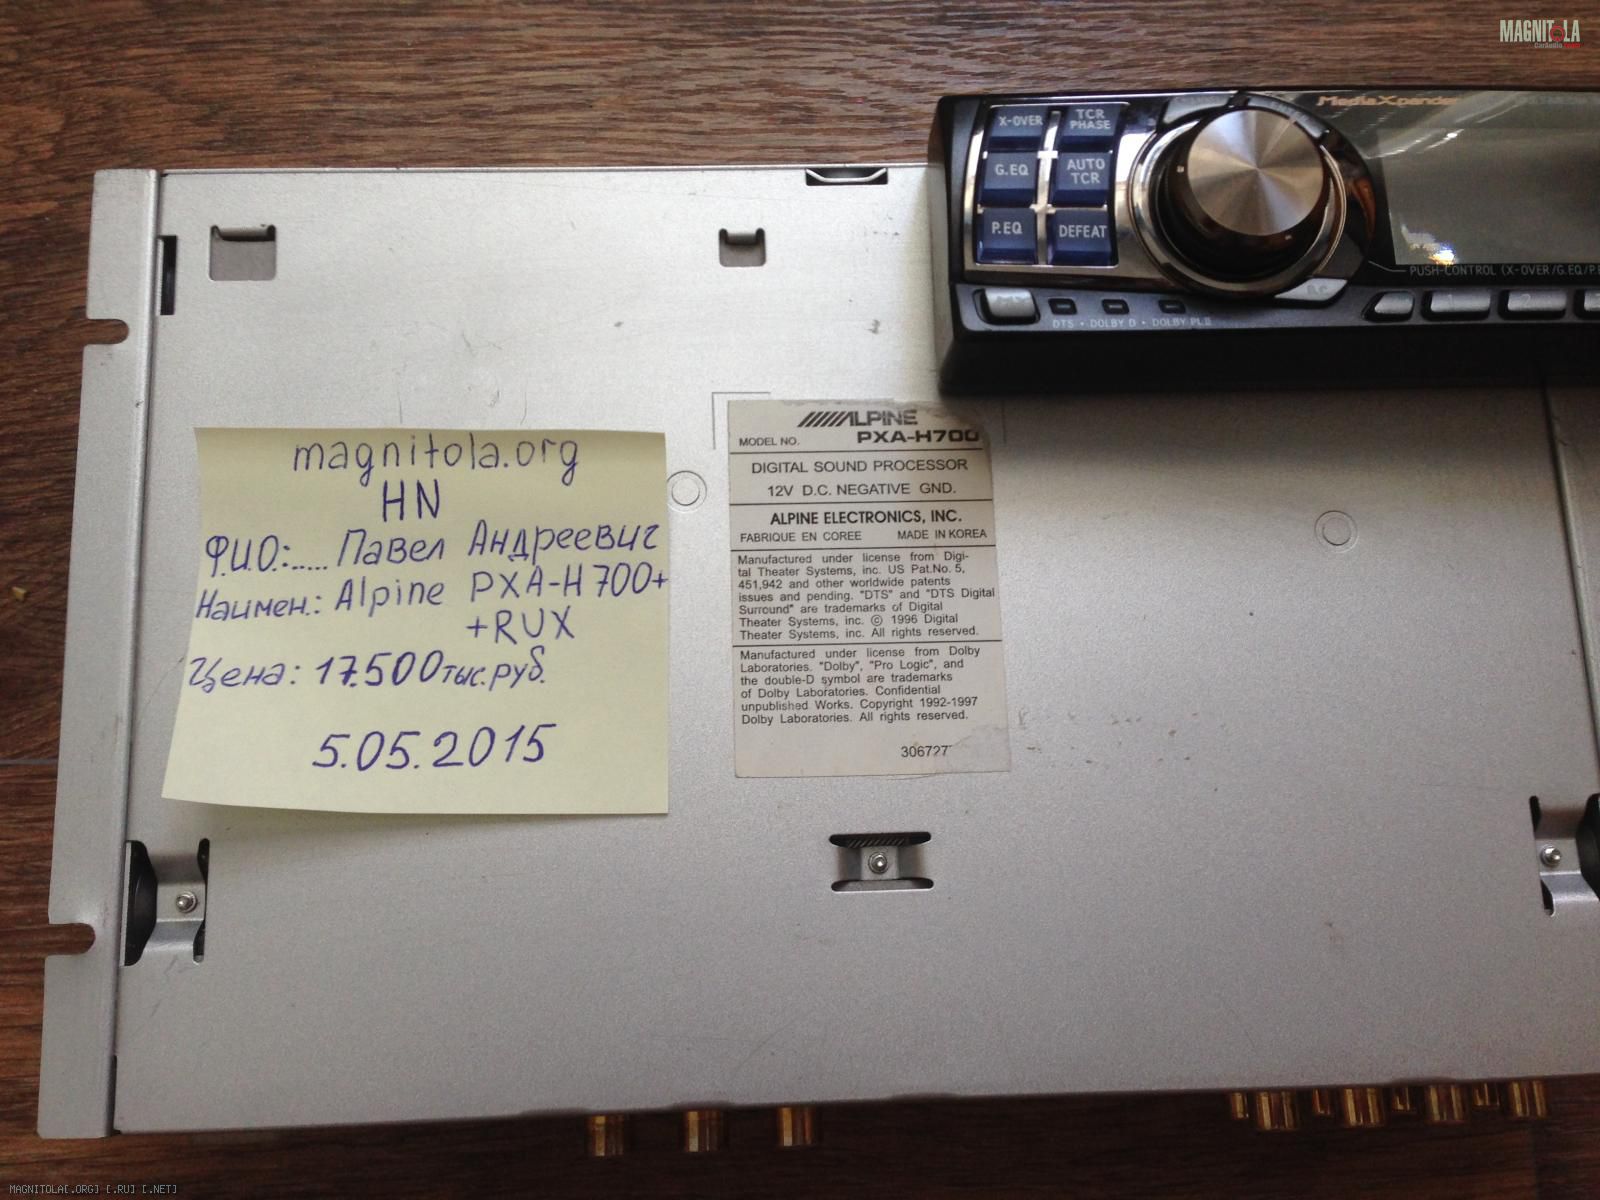 MAGNITOLA
CarAudio
MediaXpander
X-OVER
TCR PHASE
G.EQ
AUTO TCR
P.EQ
DEFEAT
PUSH-CONTROL (X-OVER/G.EQ/P.E
DTS • DOLBY D • DOLBY PLII
1
2
magnitola.org
HN
Ф.И.О.:..... Павел Андреевич
Наимен.: Alpine PXA-H700+
+RUX
Цена: 17.500тыс.руб.
5.05.2015
ALPINE
MODEL NO. PXA-H700
DIGITAL SOUND PROCESSOR
12V D.C. NEGATIVE GND.
ALPINE ELECTRONICS, INC.
FABRIQUE EN COREE MADE IN KOREA
Manufactured under license from Digi-
tal Theater Systems, inc. US Pat.No. 5,
451,942 and other worldwide patents
issues and pending. "DTS" and "DTS Digital
Surround" are trademarks of Digital
Theater Systems, inc. © 1996 Digital
Theater Systems, inc. All rights reserved.
Manufactured under license from Dolby
Laboratories. "Dolby", "Pro Logic", and
the double-D symbol are trademarks
of Dolby Laboratories. Confidential
unpublished Works. Copyright 1992-1997
Dolby Laboratories. All rights reserved.
306727
MAGNITOLA[.ORG] [.RU] [.NET]